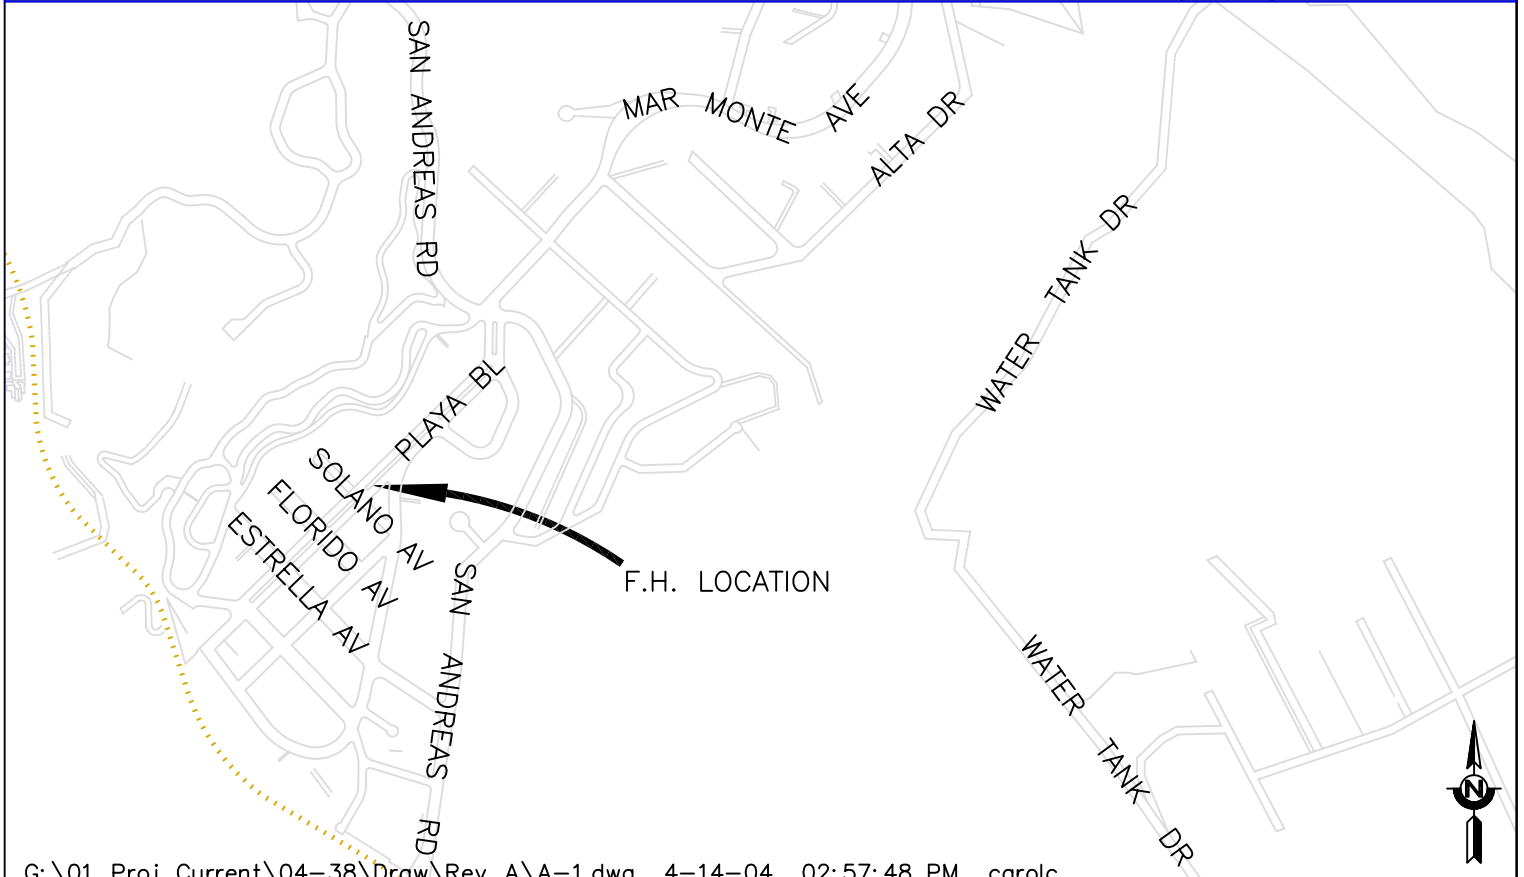 SAN ANDREAS RD
MAR MONTE AVE
ALTA DR
WATER TANK DR
PLAYA BL
SOLANO AV
FLORIDO AV
ESTRELLA AV
F.H. LOCATION
SAN ANDREAS RD
WATER TANK DR
N
G:\01 Proj Current\04-38\Draw\Rev A\A-1.dwg 4-14-04 02:57:48 PM carolc